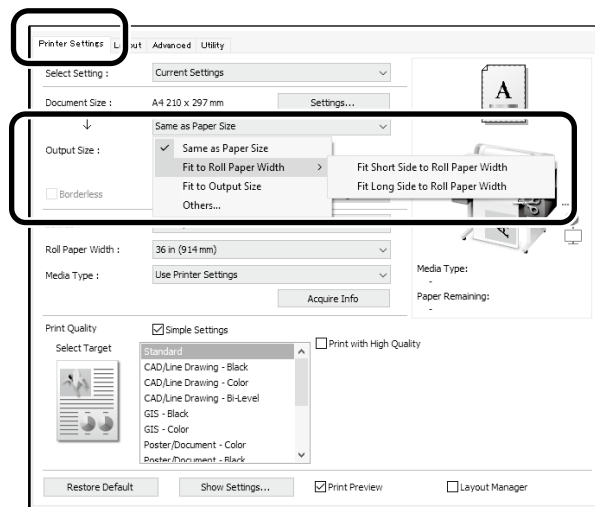 Printer Settings Layout Advanced Utility
Select Setting : Current Settings
Document Size : A4 210 x 297 mm Settings...
↓ Same as Paper Size
Output Size : ✓ Same as Paper Size
Fit to Roll Paper Width > Fit Short Side to Roll Paper Width
Fit to Output Size Fit Long Side to Roll Paper Width
Borderless Others...
Roll Paper Width : 36 in (914 mm)
Media Type : Use Printer Settings
Acquire Info
A
...
Media Type:
-
Paper Remaining:
-
Print Quality Simple Settings
Select Target
Standard
CAD/Line Drawing - Black
CAD/Line Drawing - Color
CAD/Line Drawing - Bi-Level
GIS - Black
GIS - Color
Poster/Document - Color
Poster/Document - Black
Print with High Quality
Restore Default Show Settings... Print Preview Layout Manager